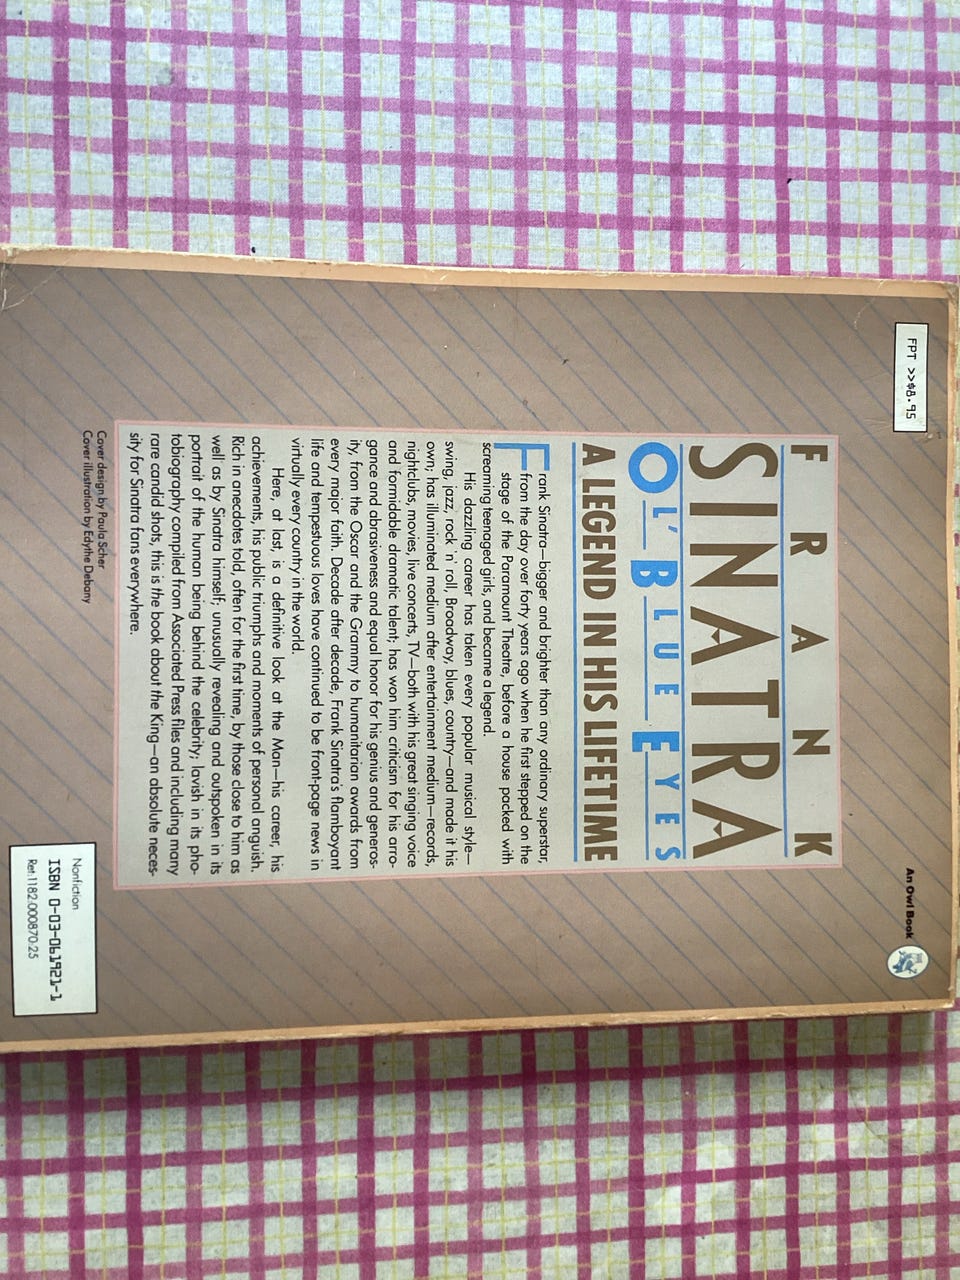 FPT >>$8.95
An Owl Book
FRANK
SINATRA
OL' BLUE EYES
A LEGEND IN HIS LIFETIME
Frank Sinatra—bigger and brighter than any ordinary superstar,
from the day over forty years ago when he first stepped on the
stage of the Paramount Theatre, before a house packed with
screaming teenaged girls, and became a legend.
His dazzling career has taken every popular musical style—
swing, jazz, rock 'n' roll, Broadway, blues, country—and made it his
own; has illuminated medium after entertainment medium—records,
nightclubs, movies, live concerts, TV—both with his great singing voice
and formidable dramatic talent; has won him criticism for his arro-
gance and abrasiveness and equal honor for his genius and generos-
ity, from the Oscar and the Grammy to humanitarian awards from
every major faith. Decade after decade, Frank Sinatra's flamboyant
life and tempestuous loves have continued to be front-page news in
virtually every country in the world.
Here, at last, is a definitive look at the Man—his career, his
achievements, his public triumphs and moments of personal anguish.
Rich in anecdotes told, often for the first time, by those close to him as
well as by Sinatra himself; unusually revealing and outspoken in its
portrait of the human being behind the celebrity; lavish in its pho-
tobiography compiled from Associated Press files and including many
rare candid shots, this is the book about the King—an absolute neces-
sity for Sinatra fans everywhere.
Cover design by Paula Scher
Cover illustration by Edythe Debany
Nonfiction
ISBN 0-03-061921-1
Ret:1182.000870.25